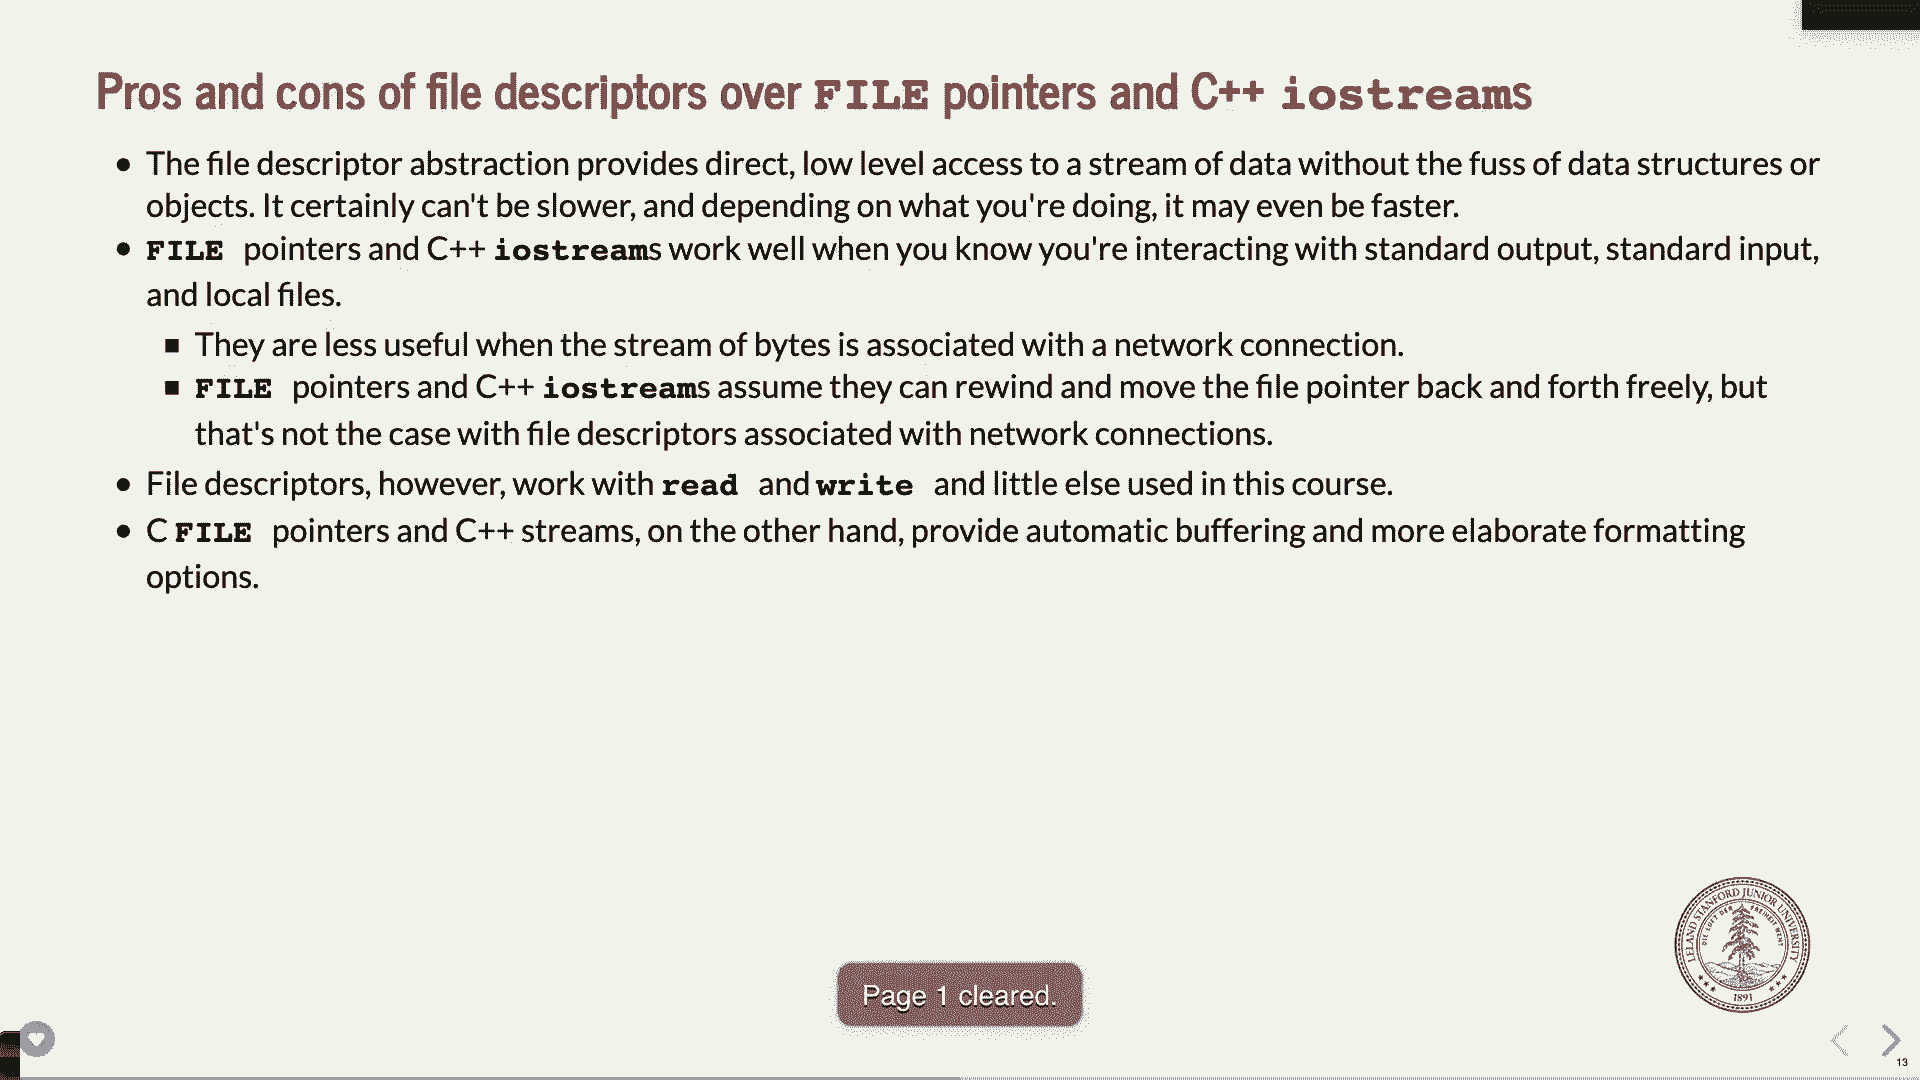 Pros and cons of file descriptors over FILE pointers and C++ iostreams
• The file descriptor abstraction provides direct, low level access to a stream of data without the fuss of data structures or
objects. It certainly can't be slower, and depending on what you're doing, it may even be faster.
• FILE pointers and C++ iostreams work well when you know you're interacting with standard output, standard input,
and local files.
▪ They are less useful when the stream of bytes is associated with a network connection.
▪ FILE pointers and C++ iostreams assume they can rewind and move the file pointer back and forth freely, but
that's not the case with file descriptors associated with network connections.
• File descriptors, however, work with read and write and little else used in this course.
• C FILE pointers and C++ streams, on the other hand, provide automatic buffering and more elaborate formatting
options.
LELAND STANFORD JUNIOR UNIVERSITY
DIE LUFT DER FREIHEIT WEHT
1891
Page 1 cleared.
13